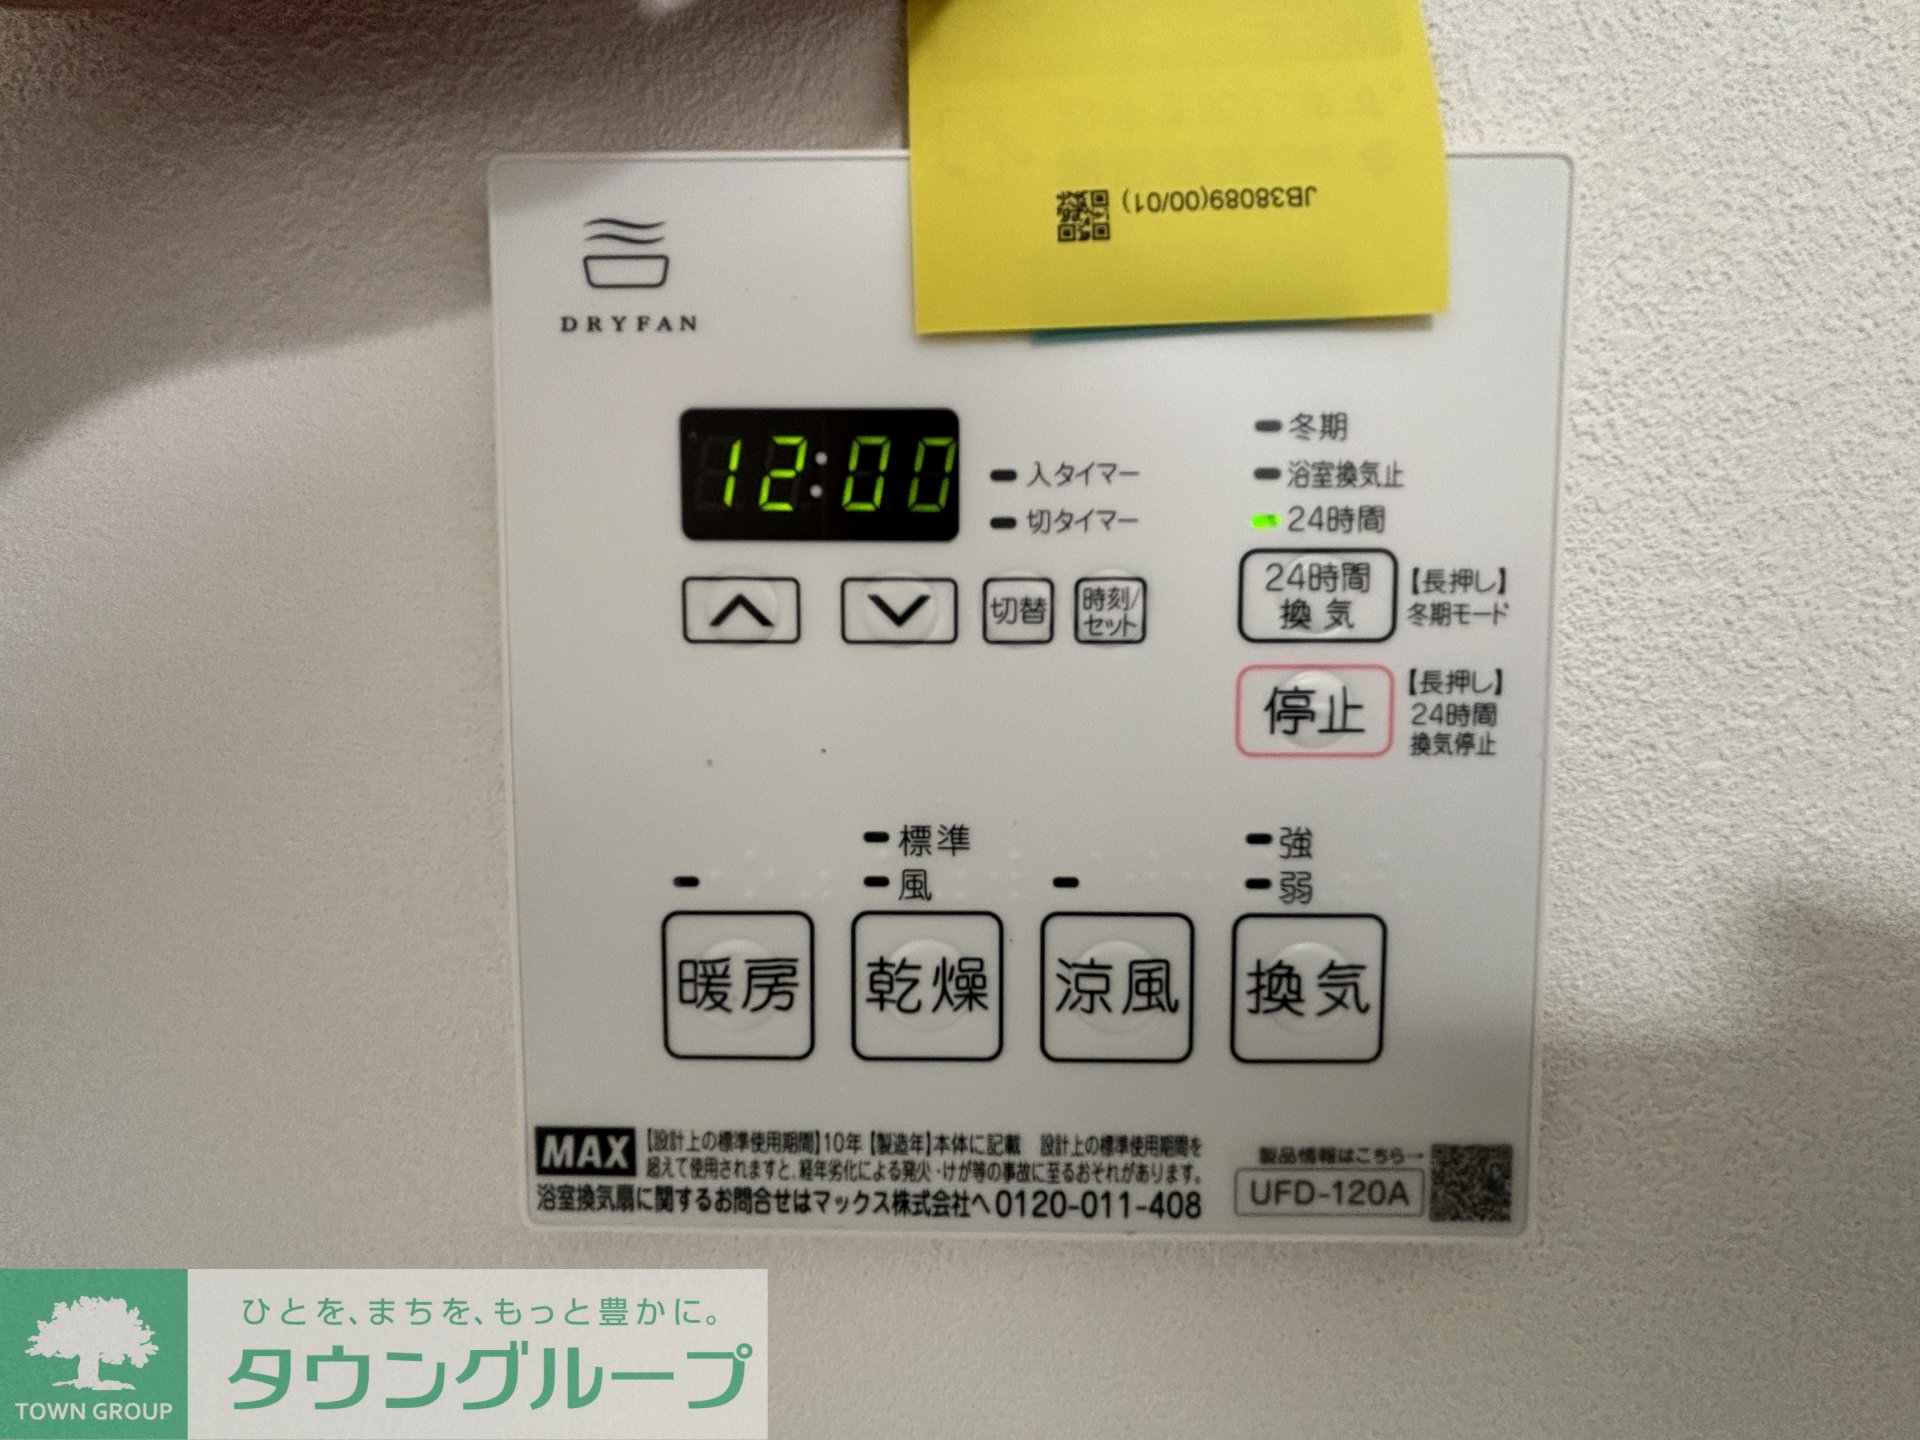 JB38089(00/01)
DRYFAN
12:00
入タイマー
切タイマー
冬期
浴室換気止
24時間
切替
時刻/
セット
24時間
換気
【長押し】
冬期モード
停止
【長押し】
24時間
換気停止
標準
風
強
弱
暖房
乾燥
涼風
換気
MAX
【設計上の標準使用期間】10年【製造年】本体に記載 設計上の標準使用期間を
超えて使用されますと、経年劣化による発火・けが等の事故に至るおそれがあります。
浴室換気扇に関するお問合せはマックス株式会社へ0120-011-408
製品情報はこちら→
UFD-120A
ひとを、まちを、もっと豊かに。
タウングループ
TOWN GROUP